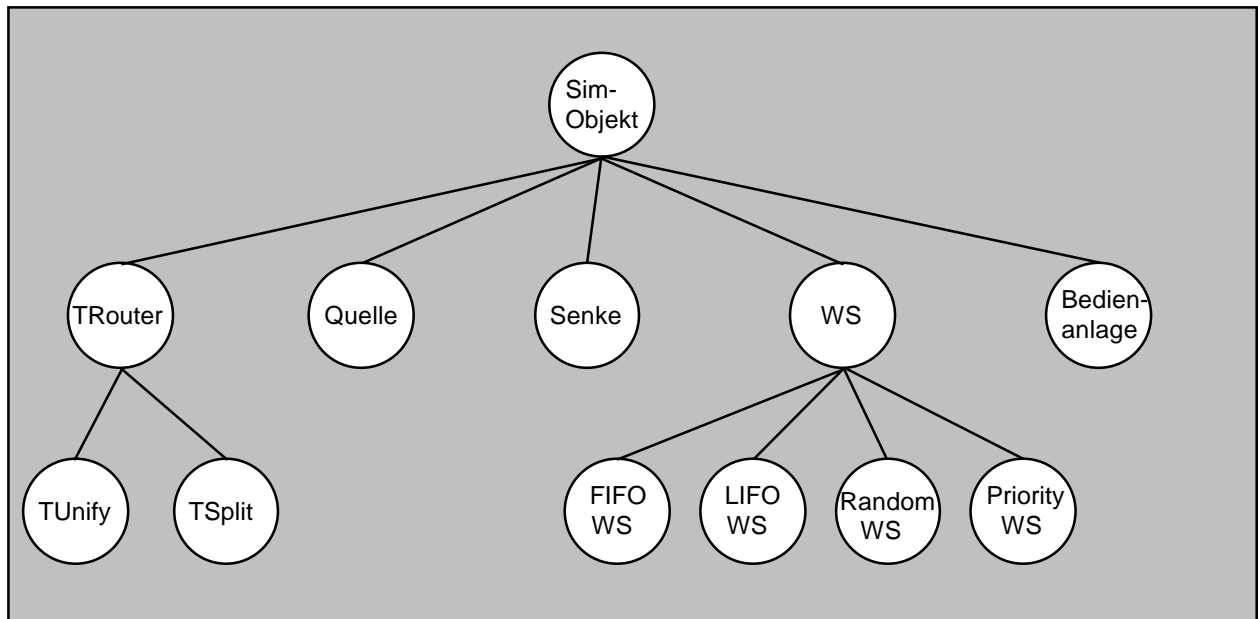 Sim-
Objekt
TRouter
Quelle
Senke
WS
Bedien-
anlage
TUnify
TSplit
FIFO
WS
LIFO
WS
Random
WS
Priority
WS